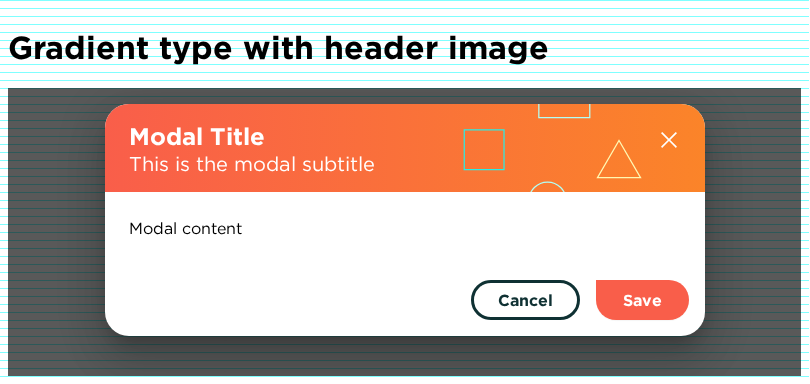 Gradient type with header image
Modal Title
This is the modal subtitle
Modal content
Cancel
Save